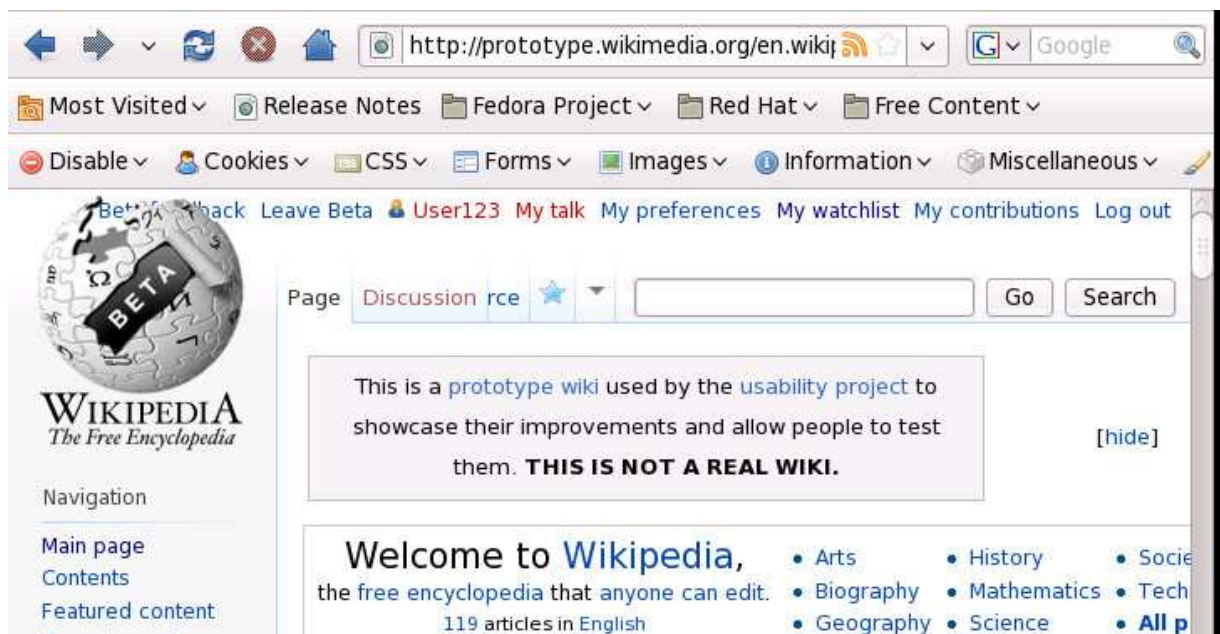 http://prototype.wikimedia.org/en.wikip
Google
Most Visited Release Notes Fedora Project Red Hat Free Content
Disable Cookies CSS Forms Images Information Miscellaneous
Leave Beta User123 My talk My preferences My watchlist My contributions Log out
BETA
Page Discussion rce Go Search
This is a prototype wiki used by the usability project to
showcase their improvements and allow people to test
them. THIS IS NOT A REAL WIKI.
[hide]
WIKIPEDIA
The Free Encyclopedia
Navigation
Main page
Contents
Featured content
Welcome to Wikipedia,
the free encyclopedia that anyone can edit.
119 articles in English
Arts
Biography
Geography
History
Mathematics
Science
Socie
Tech
All p